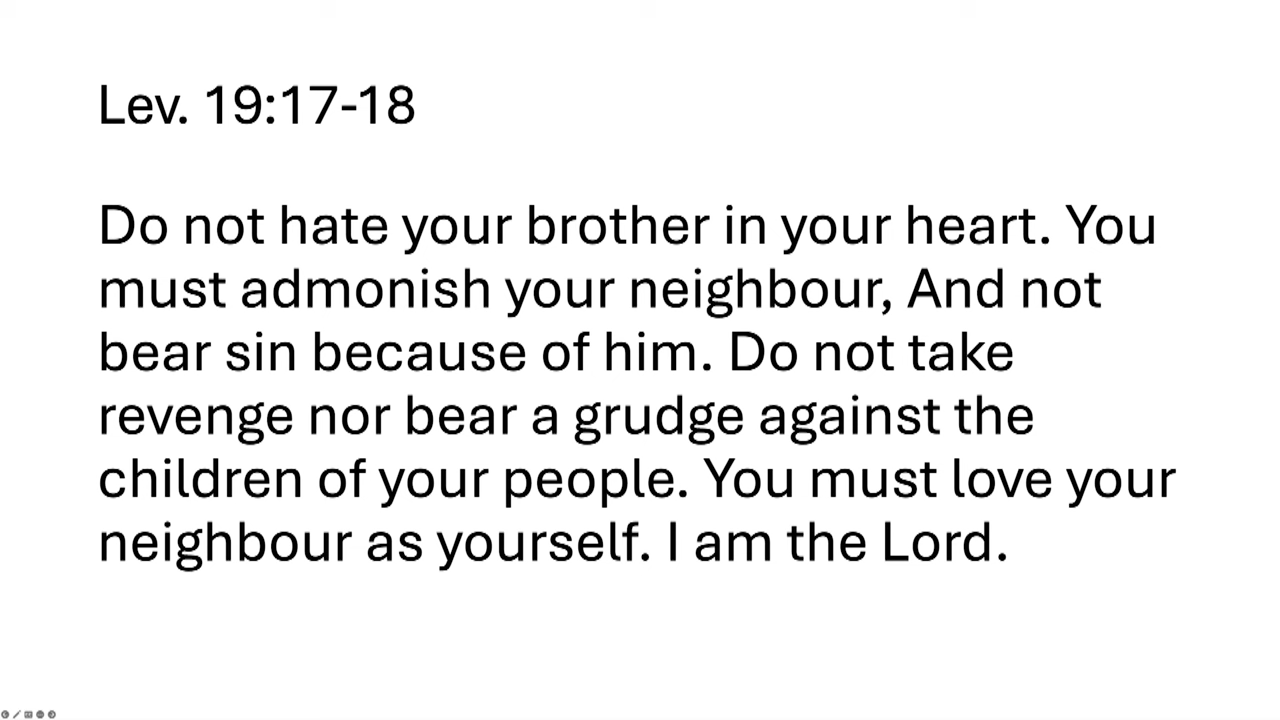 Lev. 19:17-18
Do not hate your brother in your heart. You
must admonish your neighbour, And not
bear sin because of him. Do not take
revenge nor bear a grudge against the
children of your people. You must love your
neighbour as yourself. I am the Lord.